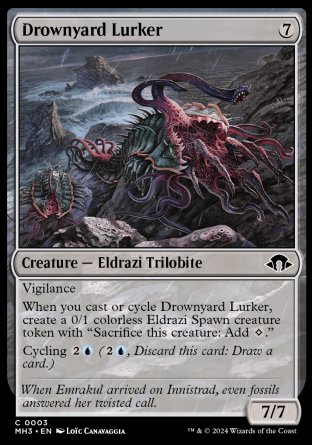 Drownyard Lurker 7
Creature — Eldrazi Trilobite
Vigilance
When you cast or cycle Drownyard Lurker,
create a 0/1 colorless Eldrazi Spawn creature
token with “Sacrifice this creature: Add C.”
Cycling 2U (2U, Discard this card: Draw a
card.)
When Emrakul arrived on Innistrad, even fossils
answered her twisted call.
7/7
C 0003
MH3 • EN Loïc Canavaggia
™ & © 2024 Wizards of the Coast